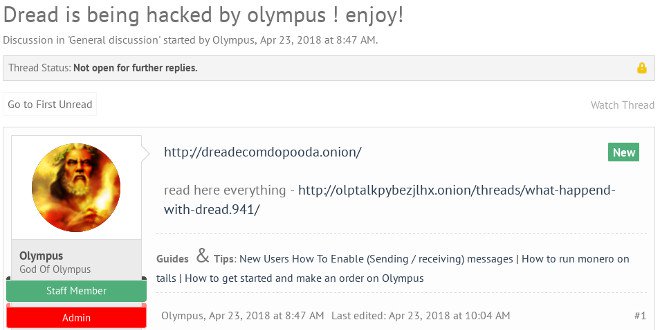 Dread is being hacked by olympus ! enjoy!
Discussion in 'General discussion' started by Olympus, Apr 23, 2018 at 8:47 AM.
Thread Status: Not open for further replies.
Go to First Unread
Watch Thread
http://dreadecomdopooda.onion/
New
read here everything - http://olptalkpybezjlhx.onion/threads/what-happend-
with-dread.941/
Olympus
God Of Olympus
Staff Member
Admin
Guides & Tips: New Users How To Enable (Sending / receiving) messages | How to run monero on
tails | How to get started and make an order on Olympus
Olympus, Apr 23, 2018 at 8:47 AM Last edited: Apr 23, 2018 at 10:04 AM
#1